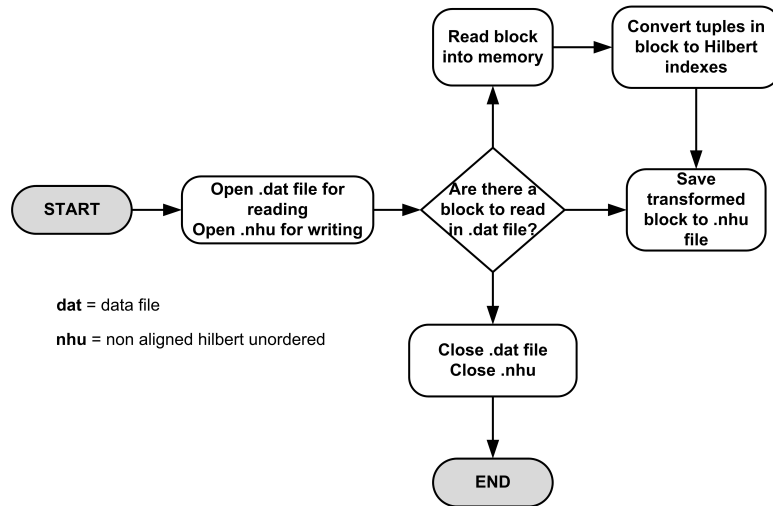 Read block
into memory
Convert tuples in
block to Hilbert
indexes
START
Open .dat file for
reading
Open .nhu for writing
Are there a
block to read
in .dat file?
Save
transformed
block to .nhu
file
dat = data file
nhu = non aligned hilbert unordered
Close .dat file
Close .nhu
END